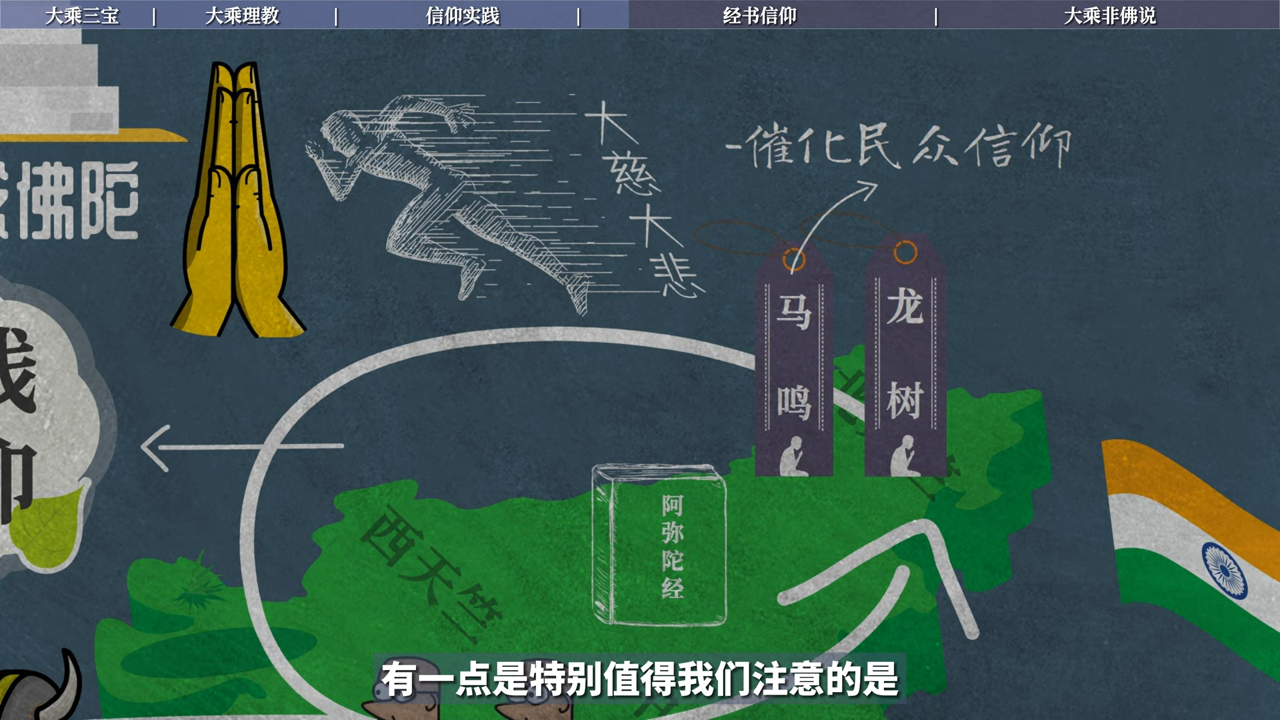 大乘三宝 | 大乘理教 | 信仰实践 | 经书信仰 | 大乘非佛说
大慈大悲
-催化民众信仰
佛陀
马鸣
龙树
西天竺
阿弥陀经
有一点是特别值得我们注意的是